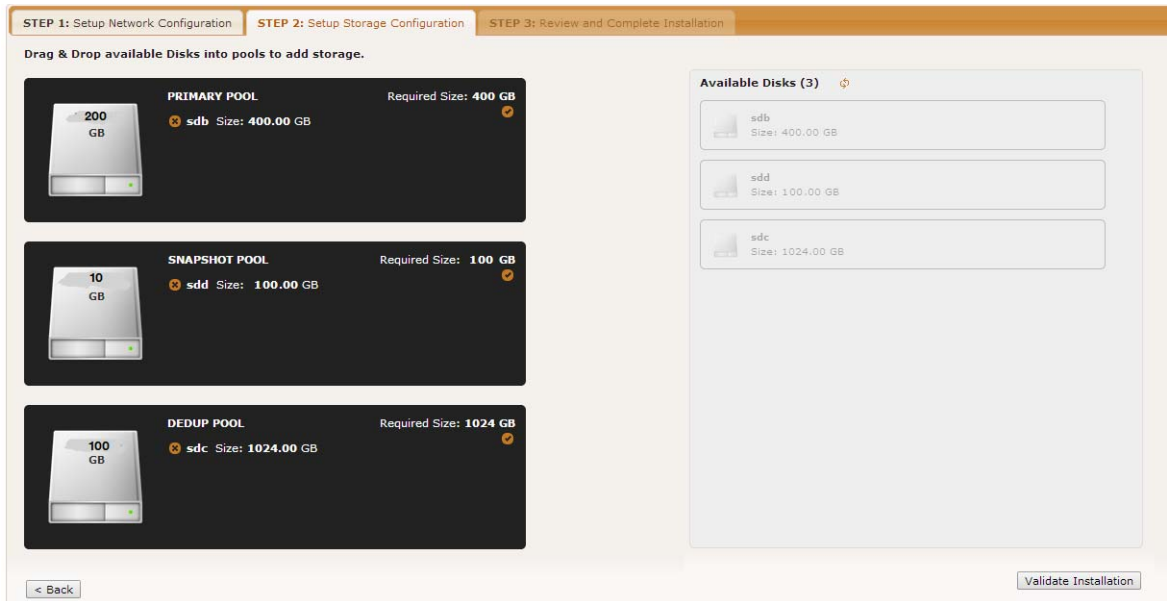 STEP 1: Setup Network Configuration
STEP 2: Setup Storage Configuration
STEP 3: Review and Complete Installation
Drag & Drop available Disks into pools to add storage.
200
GB
PRIMARY POOL
Required Size: 400 GB
sdb Size: 400.00 GB
10
GB
SNAPSHOT POOL
Required Size: 100 GB
sdd Size: 100.00 GB
100
GB
DEDUP POOL
Required Size: 1024 GB
sdc Size: 1024.00 GB
Available Disks (3)
sdb
Size: 400.00 GB
sdd
Size: 100.00 GB
sdc
Size: 1024.00 GB
< Back
Validate Installation